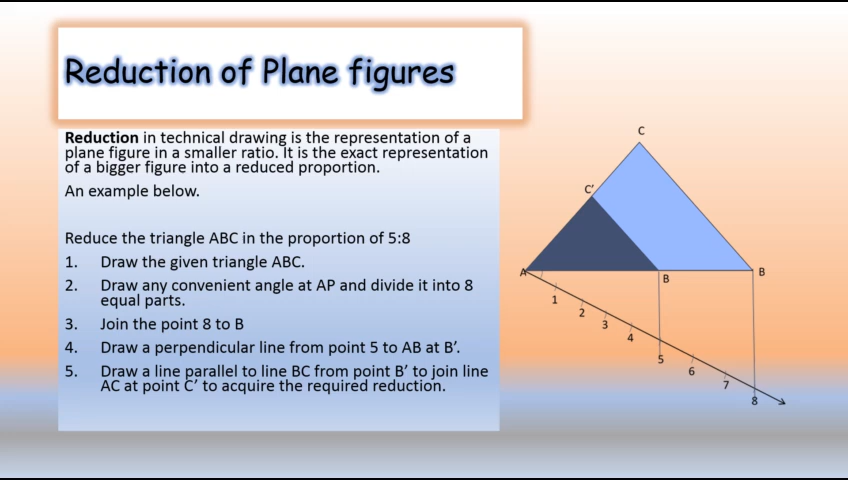 Reduction of Plane figures
Reduction in technical drawing is the representation of a
plane figure in a smaller ratio. It is the exact representation
of a bigger figure into a reduced proportion.
An example below.
Reduce the triangle ABC in the proportion of 5:8
1. Draw the given triangle ABC.
2. Draw any convenient angle at AP and divide it into 8
equal parts.
3. Join the point 8 to B
4. Draw a perpendicular line from point 5 to AB at B’.
5. Draw a line parallel to line BC from point B’ to join line
AC at point C’ to acquire the required reduction.
C
C’
A
B
B
1
2
3
4
5
6
7
8